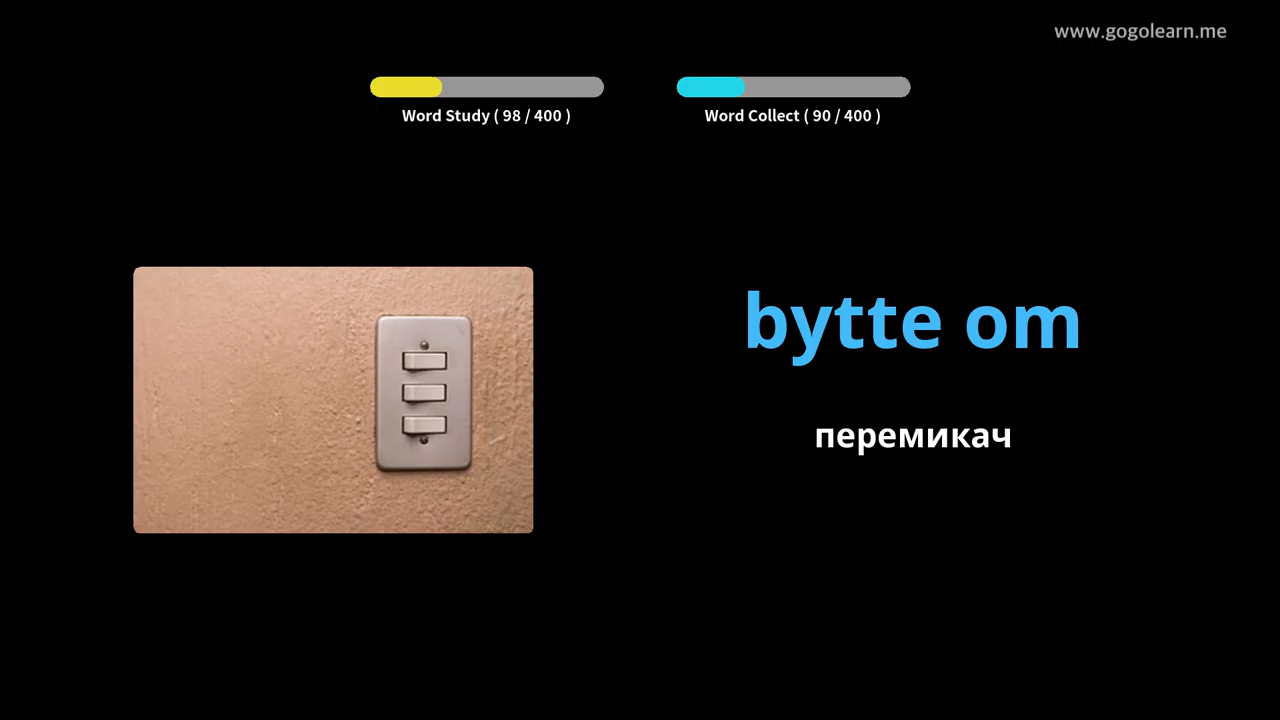 www.gogolearn.me
Word Study ( 98 / 400 )
Word Collect ( 90 / 400 )
bytte om
перемикач